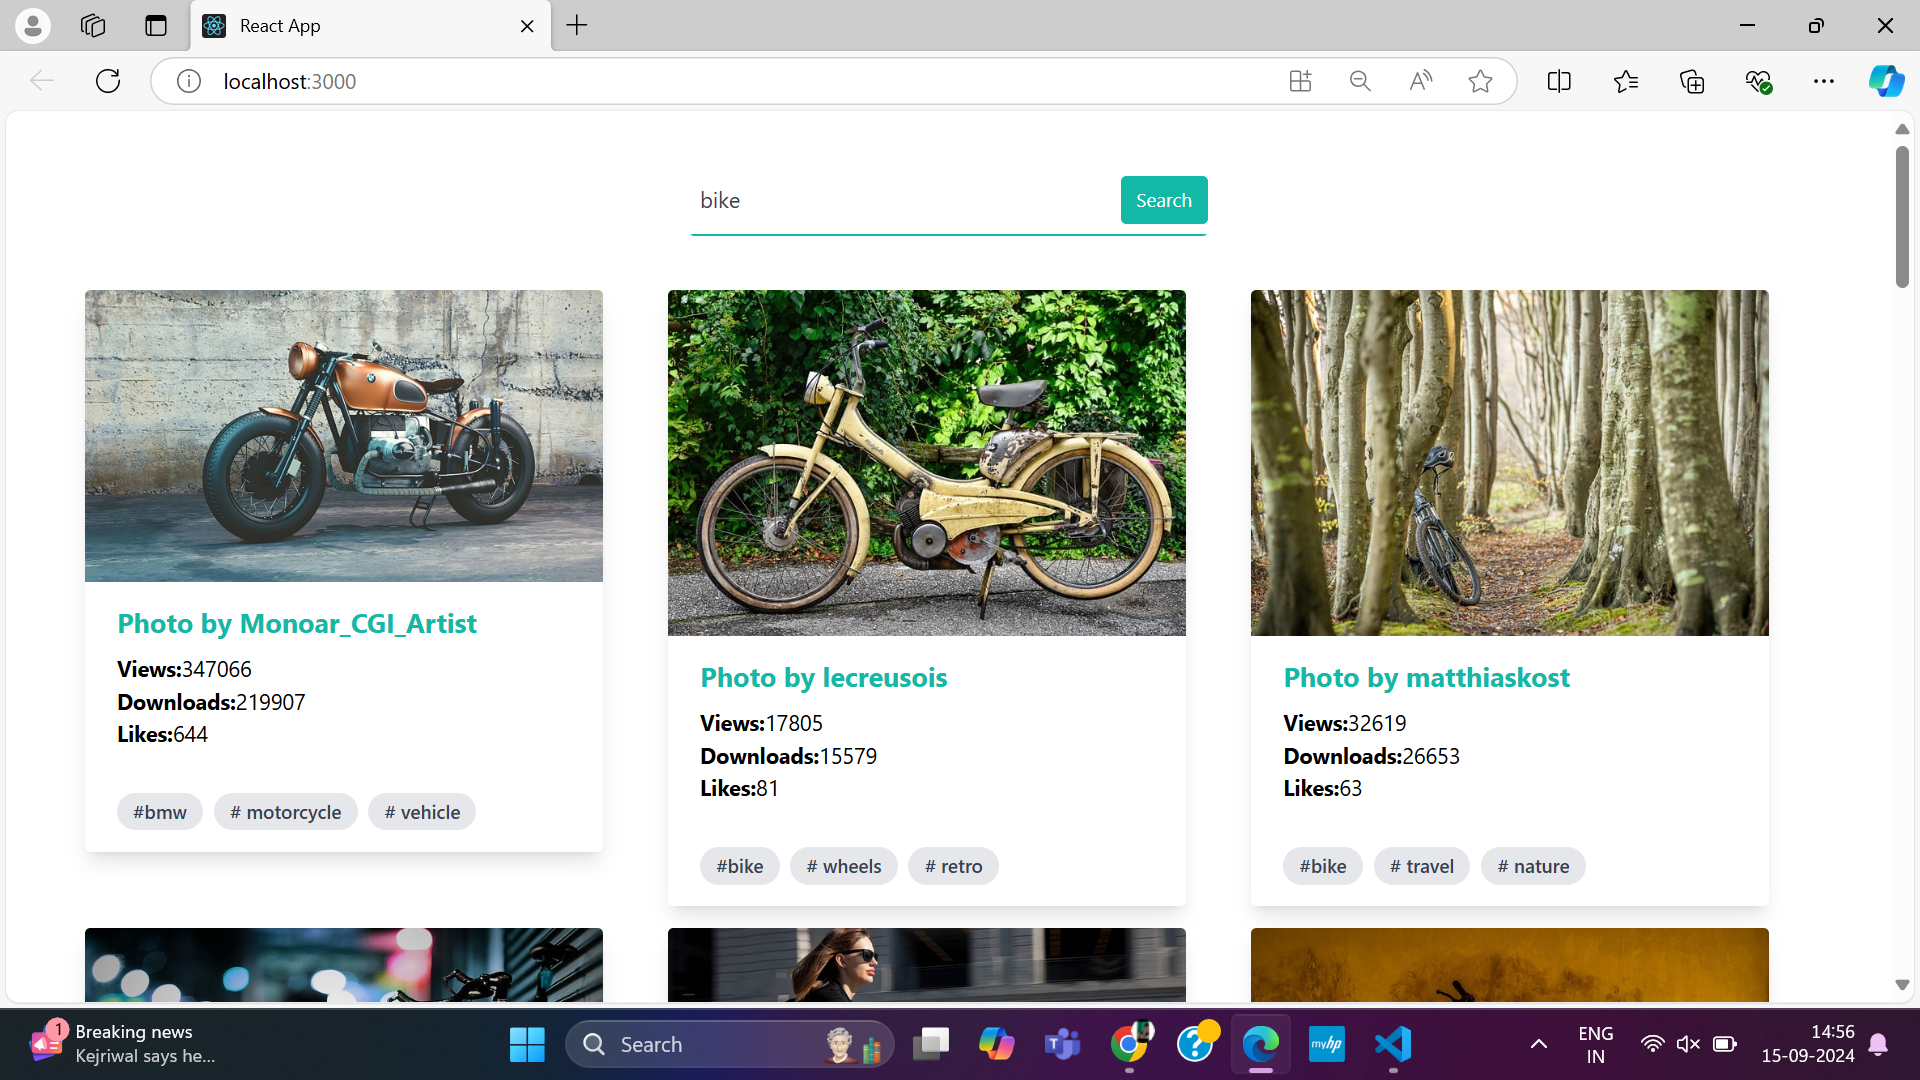 React App
localhost:3000
bike
Search
Photo by Monoar_CGI_Artist
Views:347066
Downloads:219907
Likes:644
#bmw # motorcycle # vehicle
Photo by lecreusois
Views:17805
Downloads:15579
Likes:81
#bike # wheels # retro
Photo by matthiaskost
Views:32619
Downloads:26653
Likes:63
#bike # travel # nature
1
Breaking news
Kejriwal says he...
Search
myhp
ENG
IN
14:56
15-09-2024